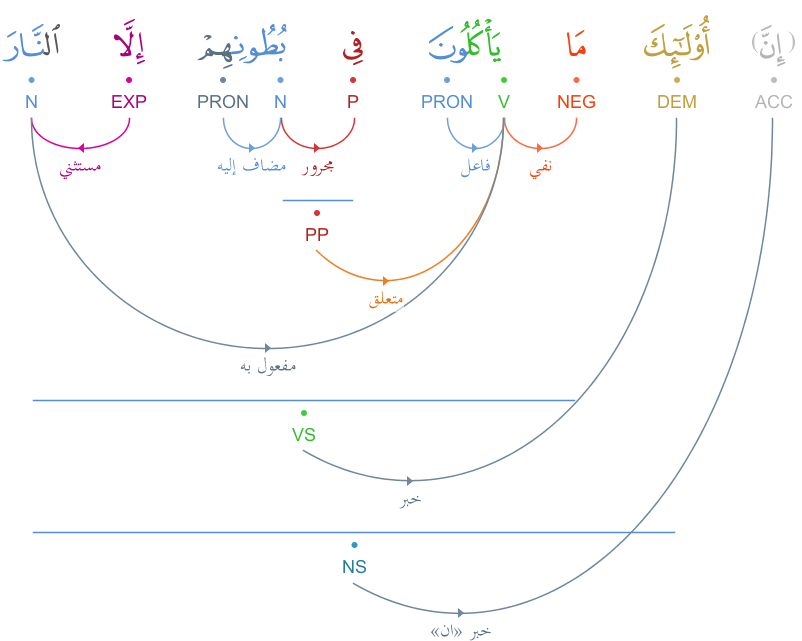 (إِنَّ) أُوْلَٰٓئِكَ مَا يَأْكُلُونَ فِى بُطُونِهِمْ إِلَّا ٱلنَّارَ
ACC DEM NEG V PRON P N PRON EXP N
نفي فاعل مجرور مضاف إليه مستثني
PP
متعلق
مفعول به
VS
خبر
NS
خبر «ان»